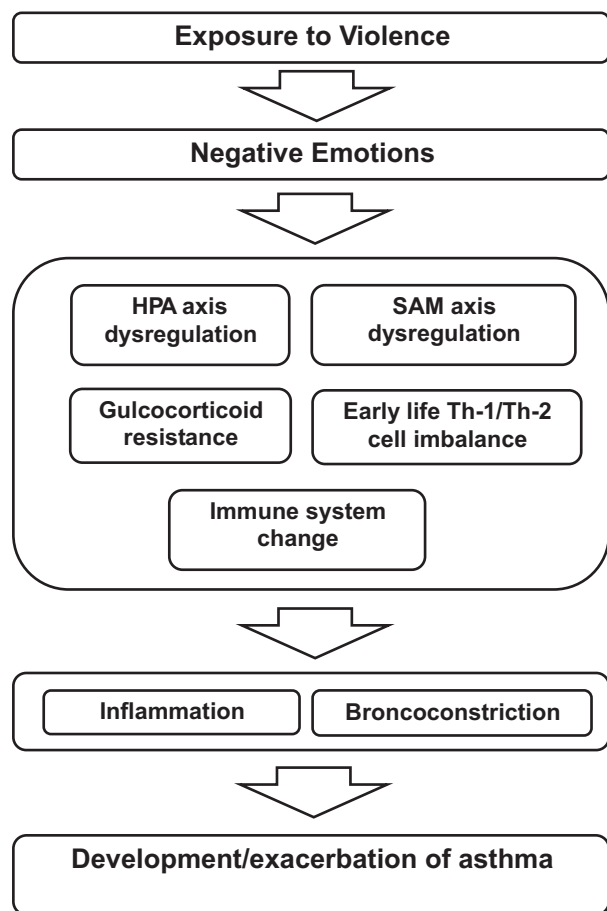 Exposure to Violence
Negative Emotions
HPA axis
dysregulation
SAM axis
dysregulation
Gulcocorticoid
resistance
Early life Th-1/Th-2
cell imbalance
Immune system
change
Inflammation
Broncoconstriction
Development/exacerbation of asthma